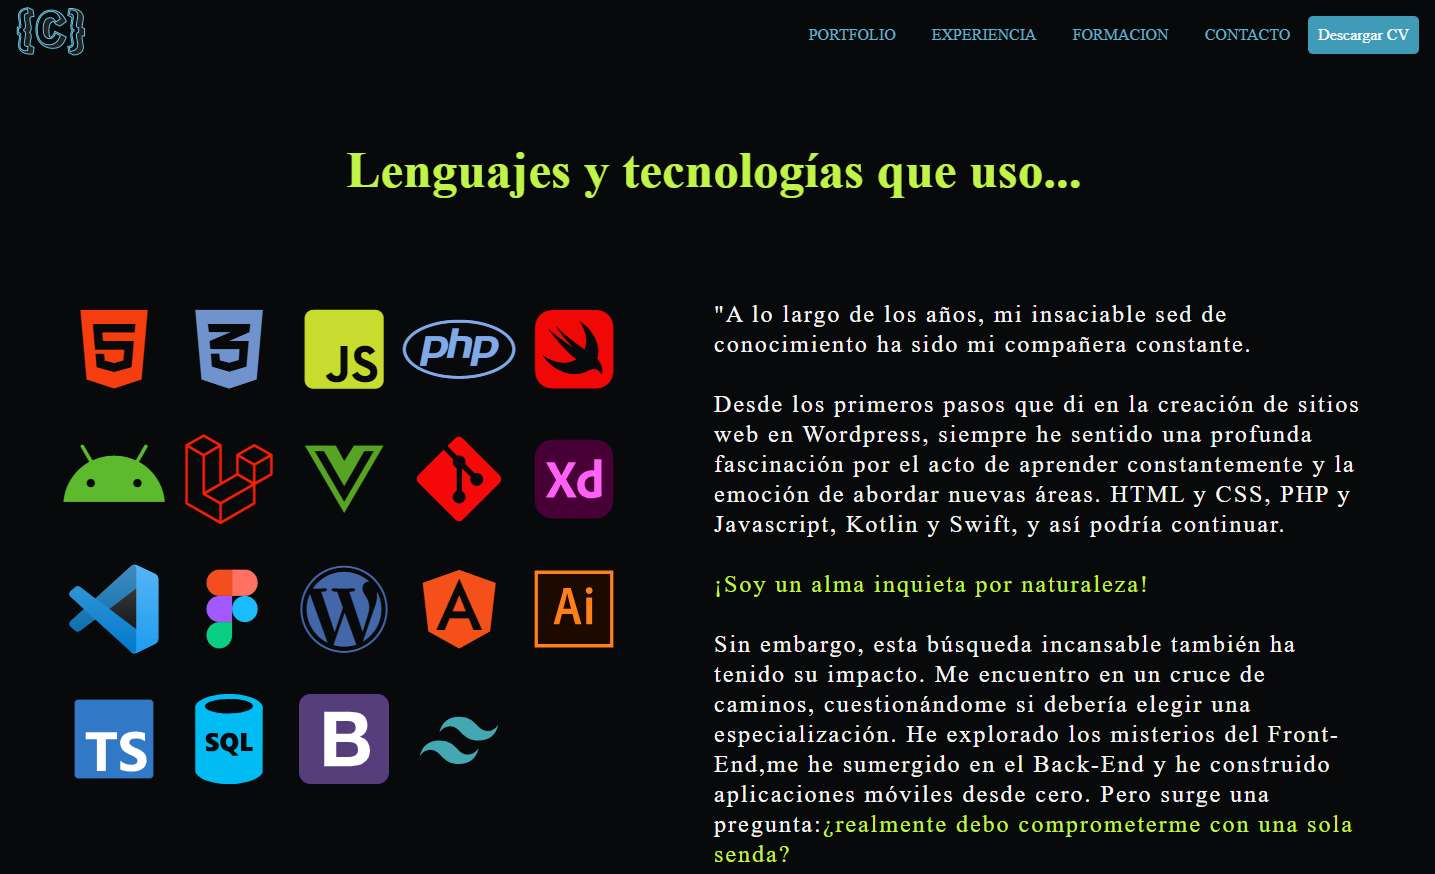 {C}
PORTFOLIO
EXPERIENCIA
FORMACION
CONTACTO
Descargar CV
Lenguajes y tecnologías que uso...
JS
php
Xd
Ai
TS
SQL
B
"A lo largo de los años, mi insaciable sed de
conocimiento ha sido mi compañera constante.
Desde los primeros pasos que di en la creación de sitios
web en Wordpress, siempre he sentido una profunda
fascinación por el acto de aprender constantemente y la
emoción de abordar nuevas áreas. HTML y CSS, PHP y
Javascript, Kotlin y Swift, y así podría continuar.
¡Soy un alma inquieta por naturaleza!
Sin embargo, esta búsqueda incansable también ha
tenido su impacto. Me encuentro en un cruce de
caminos, cuestionándome si debería elegir una
especialización. He explorado los misterios del Front-
End,me he sumergido en el Back-End y he construido
aplicaciones móviles desde cero. Pero surge una
pregunta:¿realmente debo comprometerme con una sola
senda?